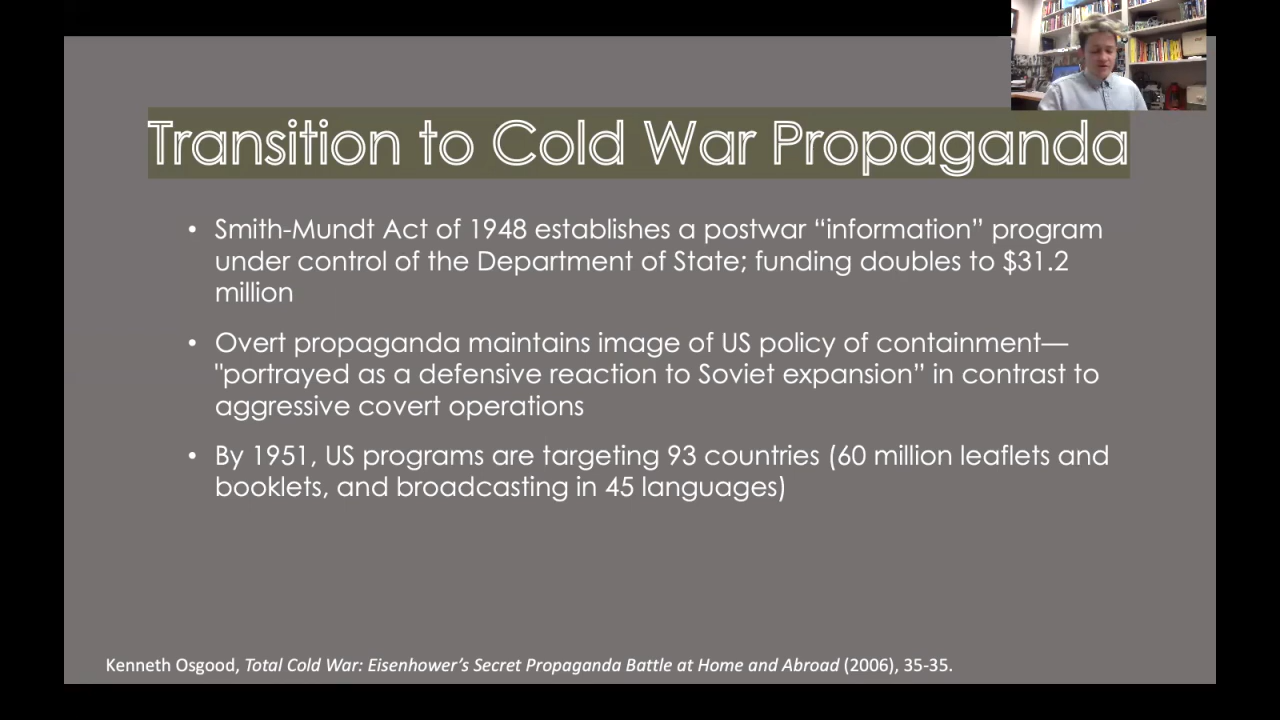 Transition to Cold War Propaganda
• Smith-Mundt Act of 1948 establishes a postwar “information” program
under control of the Department of State; funding doubles to $31.2
million
• Overt propaganda maintains image of US policy of containment—
"portrayed as a defensive reaction to Soviet expansion” in contrast to
aggressive covert operations
• By 1951, US programs are targeting 93 countries (60 million leaflets and
booklets, and broadcasting in 45 languages)
Kenneth Osgood, Total Cold War: Eisenhower’s Secret Propaganda Battle at Home and Abroad (2006), 35-35.